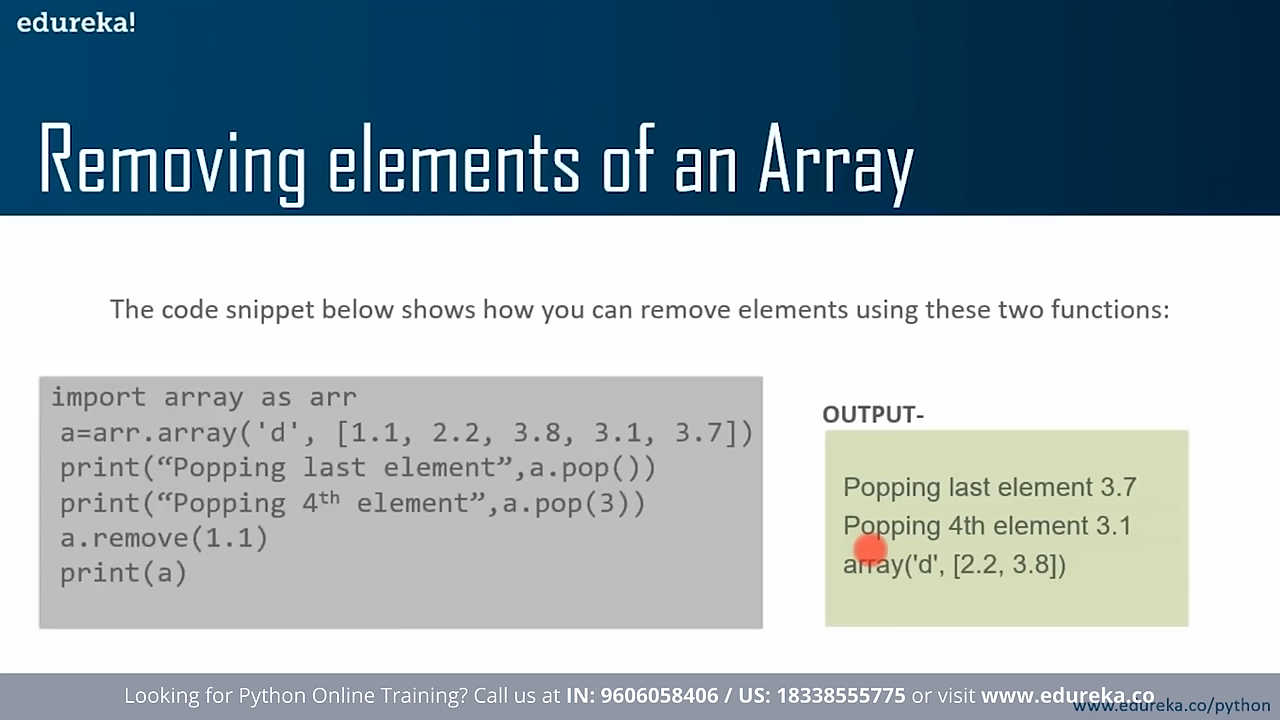 edureka!
Removing elements of an Array
The code snippet below shows how you can remove elements using these two functions:
import array as arr
a=arr.array('d', [1.1, 2.2, 3.8, 3.1, 3.7])
print(“Popping last element”,a.pop())
print(“Popping 4th element”,a.pop(3))
a.remove(1.1)
print(a)
OUTPUT-
Popping last element 3.7
Popping 4th element 3.1
array('d', [2.2, 3.8])
Looking for Python Online Training? Call us at IN: 9606058406 / US: 18338555775 or visit www.edureka.co
www.edureka.co/python